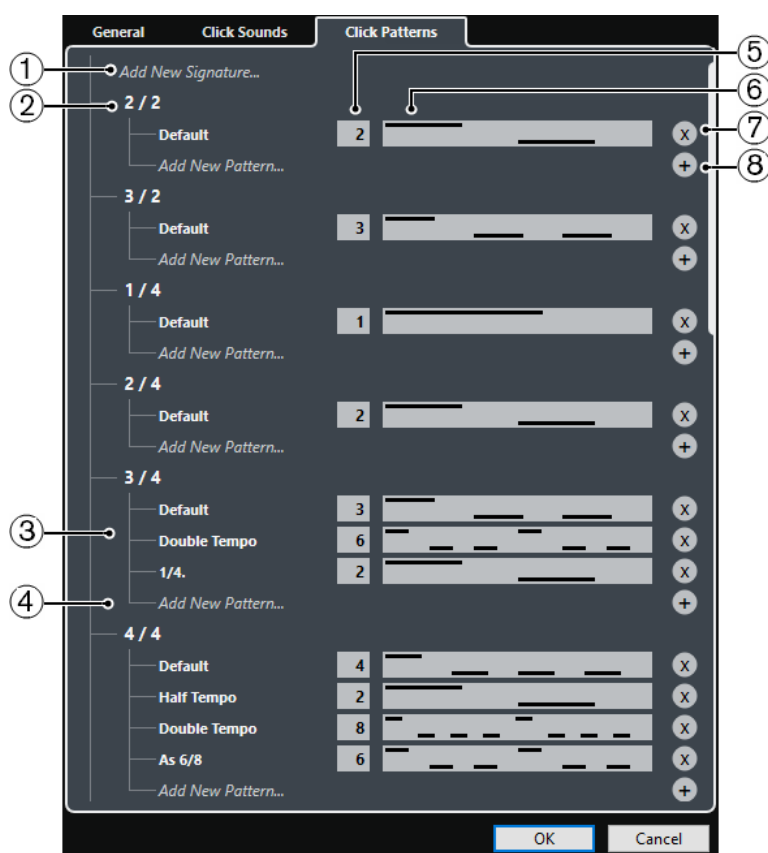 General Click Sounds Click Patterns
1 Add New Signature... 5
2 2 / 2 6
Default 2 X 7
Add New Pattern... + 8
3 / 2
Default 3 X
Add New Pattern... +
1 / 4
Default 1 X
Add New Pattern... +
2 / 4
Default 2 X
Add New Pattern... +
3 / 4
Default 3 X
3 Double Tempo 6 X
1/4. 2 X
4 Add New Pattern... +
4 / 4
Default 4 X
Half Tempo 2 X
Double Tempo 8 X
As 6/8 6 X
Add New Pattern... +
OK Cancel